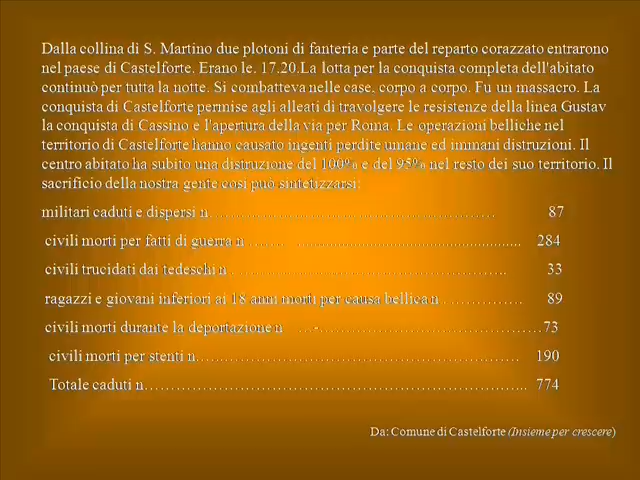 Dalla collina di S. Martino due plotoni di fanteria e parte del reparto corazzato entrarono
nel paese di Castelforte. Erano le. 17.20.La lotta per la conquista completa dell'abitato
continuò per tutta la notte. Si combatteva nelle case. corpo a corpo. Fu un massacro. La
conquista di Castelforte permise agli alleati di travolgere le resistenze della linea Gustav
la conquista di Cassino e l'apertura della via per Roma. Le operazioni belliche nel
territorio di Castelforte hanno causato ingenti perdite umane ed immani distruzioni. Il
centro abitato ha subito una distruzione del 100% e del 95% nel resto dei suo territorio. Il
sacrificio della nostra gente così può sintetizzarsi:
militari caduti e dispersi n……………………………………………… 87
civili morti per fatti di guerra n ……. ...................................................... 284
civili trucidati dai tedeschi n ………………………………………….. 33
ragazzi e giovani inferiori ai 18 anni morti per causa bellica n …………… 89
civili morti durante la deportazione n …-……………………………………73
civili morti per stenti n……………………………………………………. 190
Totale caduti n……………………………………………………………... 774
Da: Comune di Castelforte (Insieme per crescere)